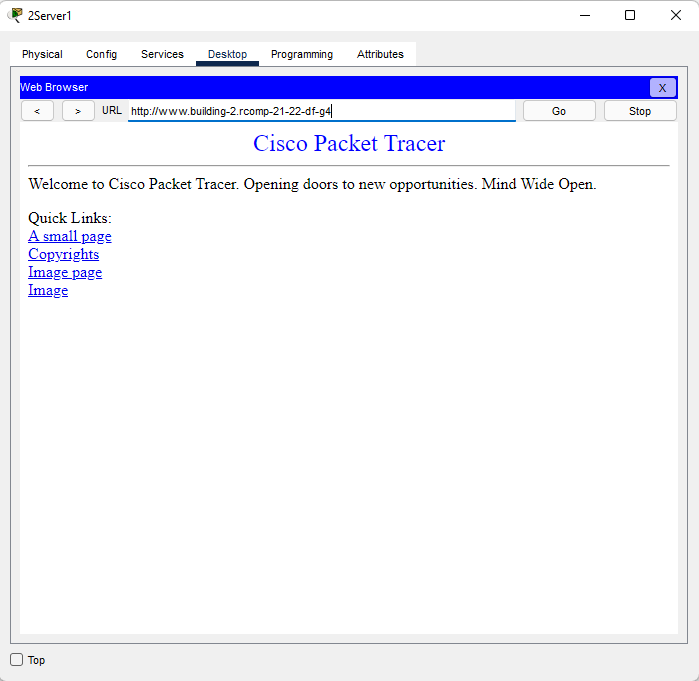 2Server1
Physical Config Services Desktop Programming Attributes
Web Browser X
< > URL http://www.building-2.rcomp-21-22-df-g4 Go Stop
Cisco Packet Tracer
Welcome to Cisco Packet Tracer. Opening doors to new opportunities. Mind Wide Open.
Quick Links:
A small page
Copyrights
Image page
Image
Top